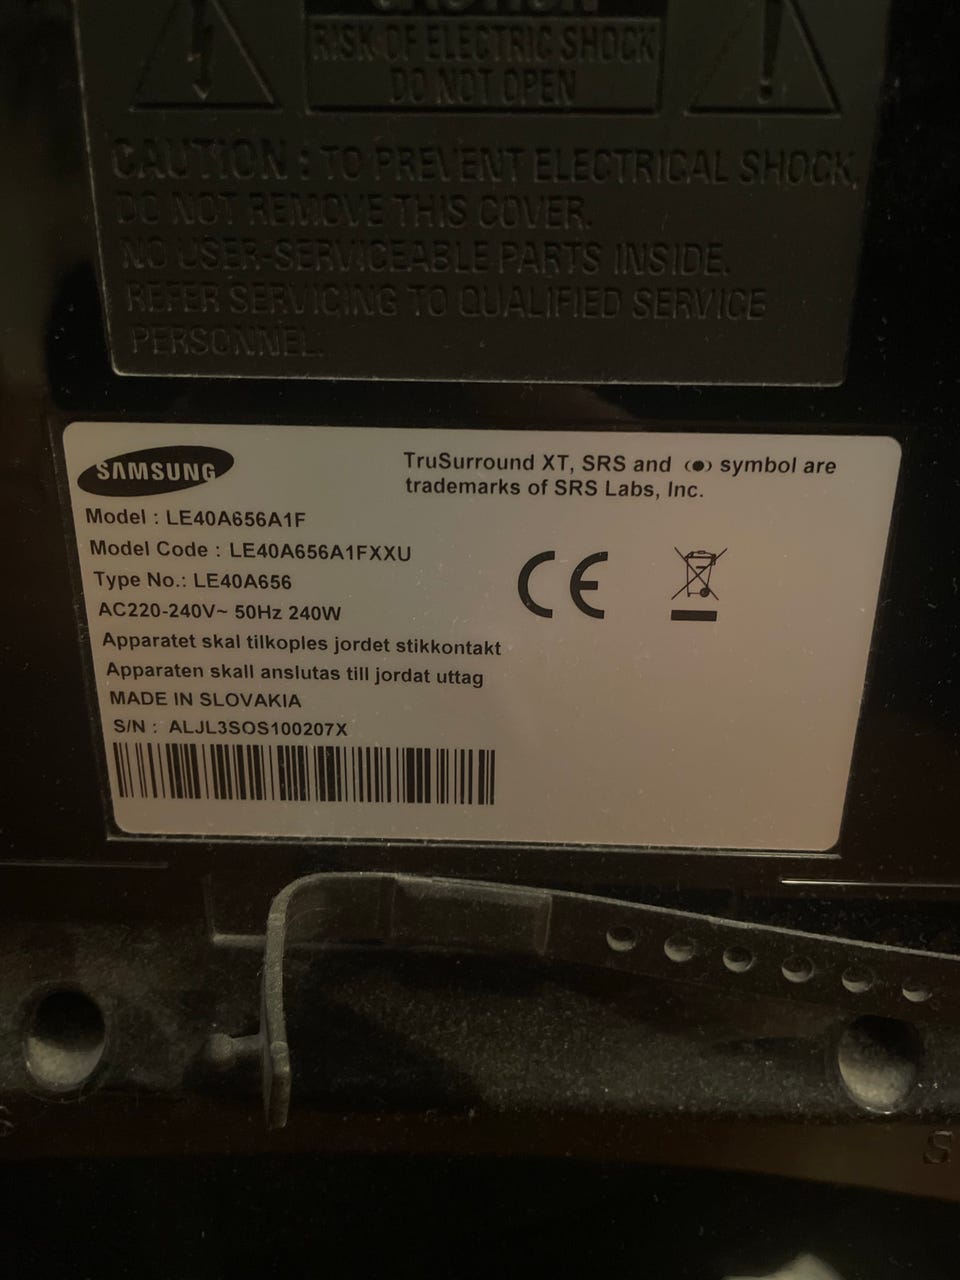 CAUTION
RISK OF ELECTRIC SHOCK
DO NOT OPEN
CAUTION : TO PREVENT ELECTRICAL SHOCK,
DO NOT REMOVE THIS COVER.
NO USER-SERVICEABLE PARTS INSIDE.
REFER SERVICING TO QUALIFIED SERVICE
PERSONNEL.
SAMSUNG
TruSurround XT, SRS and (●) symbol are
trademarks of SRS Labs, Inc.
Model : LE40A656A1F
Model Code : LE40A656A1FXXU
Type No.: LE40A656
AC220-240V~ 50Hz 240W
CE
Apparatet skal tilkoples jordet stikkontakt
Apparaten skall anslutas till jordat uttag
MADE IN SLOVAKIA
S/N : ALJL3SOS100207X